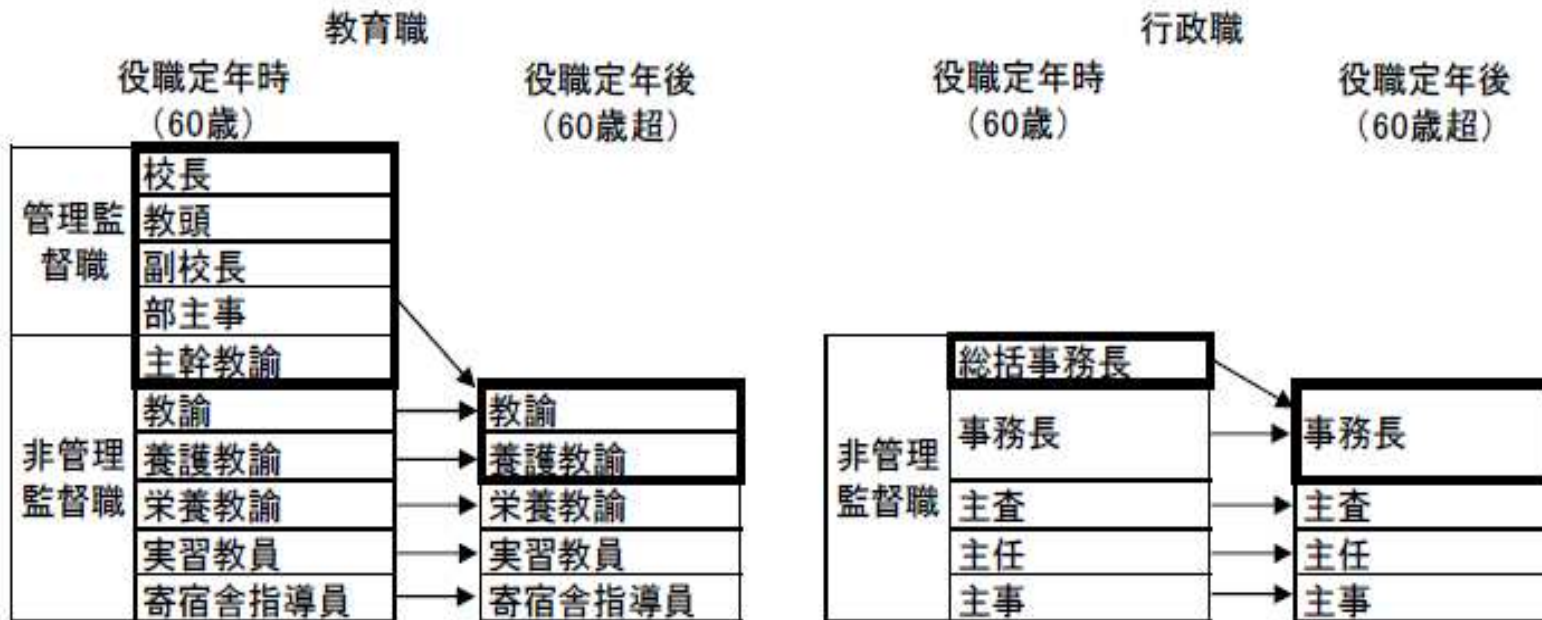 教育職
役職定年時
（60歳）
役職定年後
（60歳超）
管理監
督職
校長
教頭
副校長
部主事
主幹教諭
非管理
監督職
教諭
養護教諭
栄養教諭
実習教員
寄宿舎指導員
教諭
養護教諭
栄養教諭
実習教員
寄宿舎指導員
行政職
役職定年時
（60歳）
役職定年後
（60歳超）
非管理
監督職
総括事務長
事務長
主査
主任
主事
事務長
主査
主任
主事